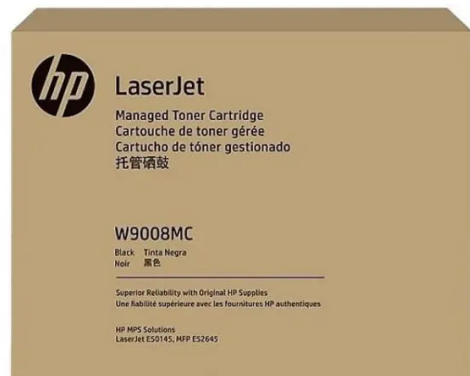 hp
LaserJet
Managed Toner Cartridge
Cartouche de toner gérée
Cartucho de tóner gestionado
托管硒鼓
W9008MC
Black Tinta Negra
Noir 黑色
Superior Reliability with Original HP Supplies
Une fiabilité supérieure avec les fournitures HP authentiques
HP MPS Solutions
LaserJet E50145, MFP E52645